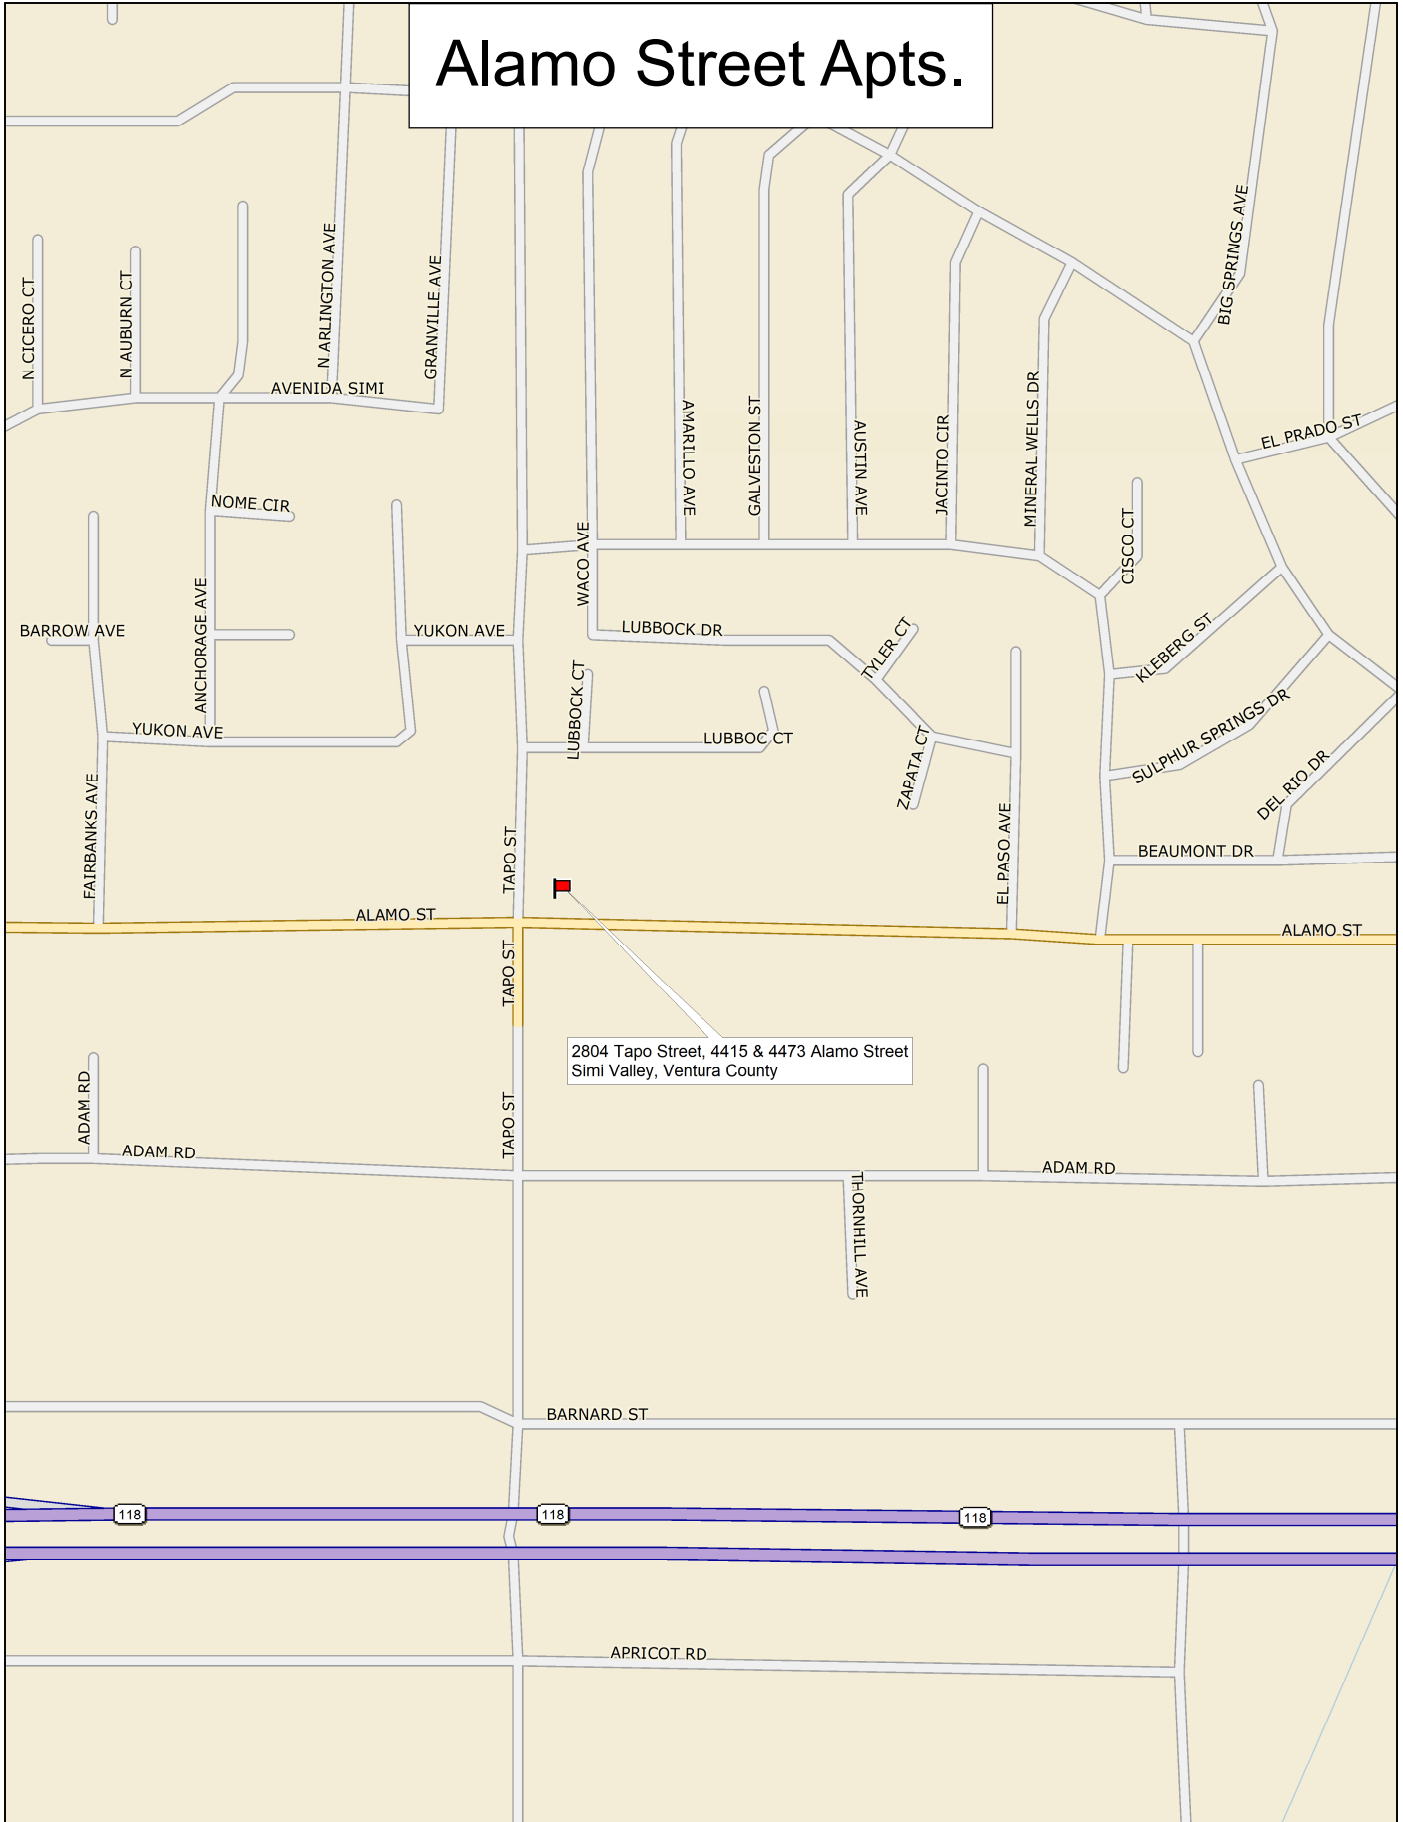 Alamo Street Apts.
BIG SPRINGS AVE
N CICERO CT
N AUBURN CT
N ARLINGTON AVE
GRANVILLE AVE
AVENIDA SIMI
AMARILLO AVE
GALVESTON ST
AUSTIN AVE
JACINTO CIR
MINERAL WELLS DR
EL PRADO ST
NOME CIR
WACO AVE
CISCO CT
BARROW AVE
ANCHORAGE AVE
YUKON AVE
LUBBOCK DR
TYLER CT
KLEBERG ST
LUBBOCK CT
YUKON AVE
LUBBOC CT
ZAPATA CT
SULPHUR SPRINGS DR
DEL RIO DR
FAIRBANKS AVE
TAPO ST
EL PASO AVE
BEAUMONT DR
ALAMO ST
ALAMO ST
TAPO ST
2804 Tapo Street, 4415 & 4473 Alamo Street
Simi Valley, Ventura County
ADAM RD
TAPO ST
ADAM RD
ADAM RD
THORNHILL AVE
BARNARD ST
118
118
118
APRICOT RD